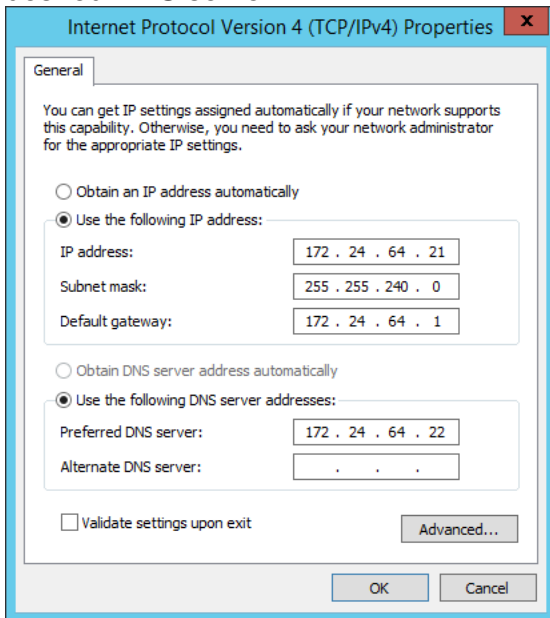 Internet Protocol Version 4 (TCP/IPv4) Properties x
General
You can get IP settings assigned automatically if your network supports
this capability. Otherwise, you need to ask your network administrator
for the appropriate IP settings.
Obtain an IP address automatically
Use the following IP address:
IP address: 172 . 24 . 64 . 21
Subnet mask: 255 . 255 . 240 . 0
Default gateway: 172 . 24 . 64 . 1
Obtain DNS server address automatically
Use the following DNS server addresses:
Preferred DNS server: 172 . 24 . 64 . 22
Alternate DNS server: . . .
Validate settings upon exit
Advanced...
OK Cancel